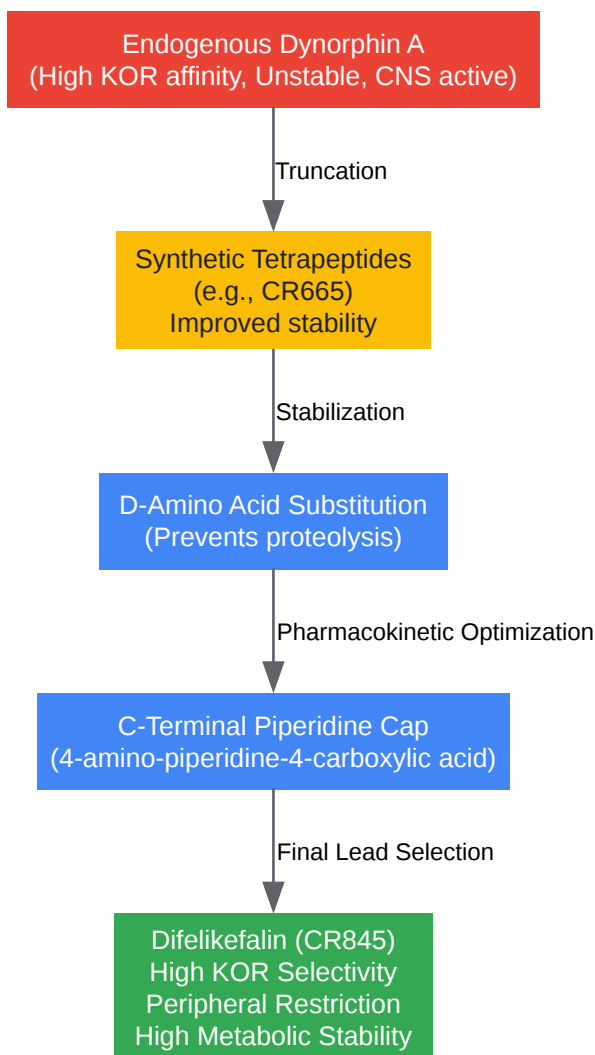 Endogenous Dynorphin A
(High KOR affinity, Unstable, CNS active)
Truncation
Synthetic Tetrapeptides
(e.g., CR665)
Improved stability
Stabilization
D-Amino Acid Substitution
(Prevents proteolysis)
Pharmacokinetic Optimization
C-Terminal Piperidine Cap
(4-amino-piperidine-4-carboxylic acid)
Final Lead Selection
Difelikefalin (CR845)
High KOR Selectivity
Peripheral Restriction
High Metabolic Stability